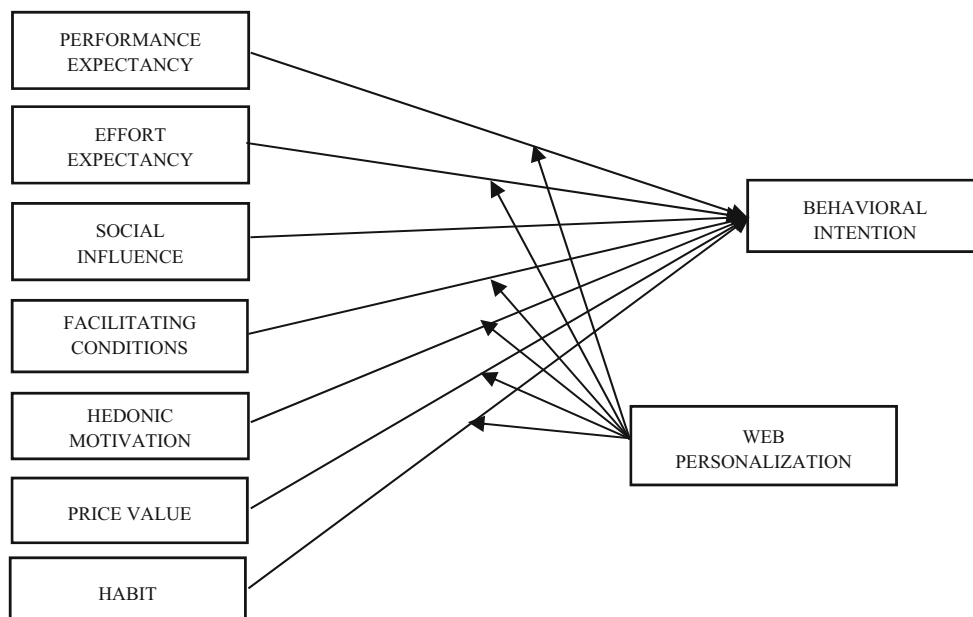 PERFORMANCE
EXPECTANCY
EFFORT
EXPECTANCY
SOCIAL
INFLUENCE
FACILITATING
CONDITIONS
HEDONIC
MOTIVATION
PRICE VALUE
HABIT
BEHAVIORAL
INTENTION
WEB
PERSONALIZATION